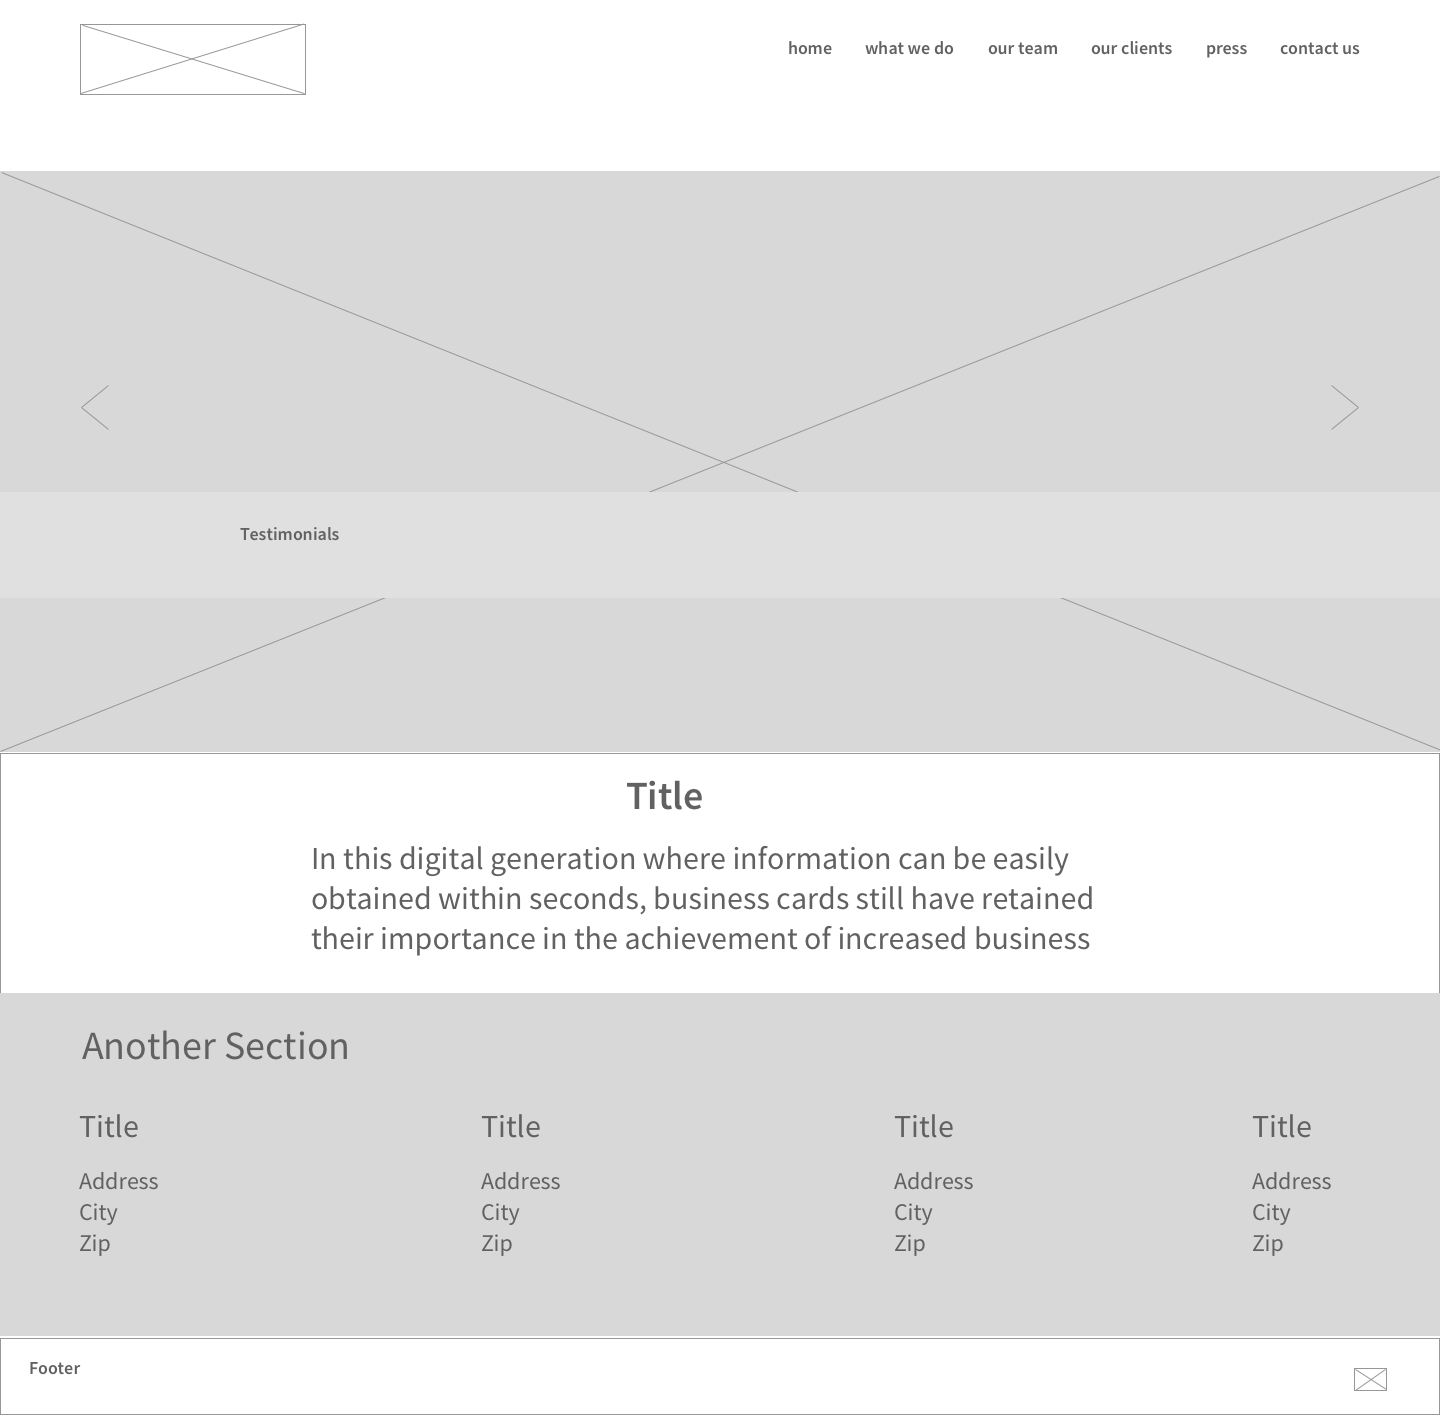 home what we do our team our clients press contact us
Testimonials
Title
In this digital generation where information can be easily
obtained within seconds, business cards still have retained
their importance in the achievement of increased business
Another Section
Title Title Title Title
Address Address Address Address
City City City City
Zip Zip Zip Zip
Footer